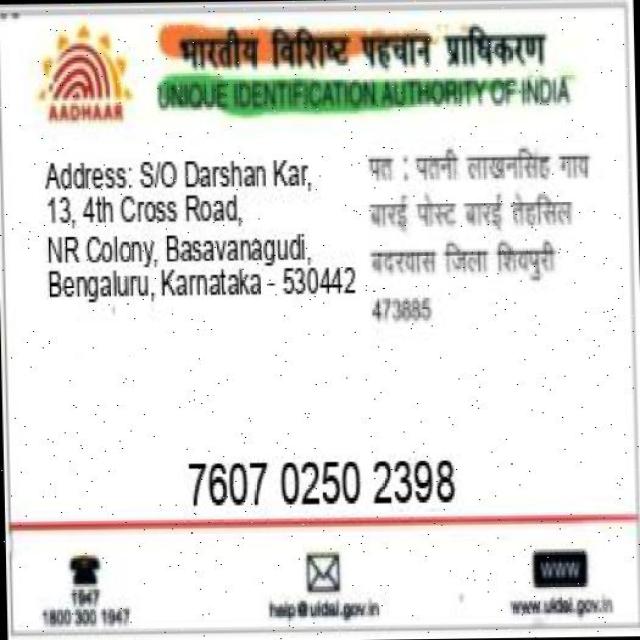 भारतीय विशिष्ट पहचान प्राधिकरण
UNIQUE IDENTIFICATION AUTHORITY OF INDIA
AADHAAR
Address: S/O Darshan Kar,
13, 4th Cross Road,
NR Colony, Basavanagudi,
Bengaluru, Karnataka - 530442
पत : पतनी लाखनसिंह गाव
बारई पोस्ट बारई तेहसिल
बदरवास जिला शिवपुरी
473885
7607 0250 2398
1947
1800 300 1947
help@uidai.gov.in
WWW
www.uidai.gov.in